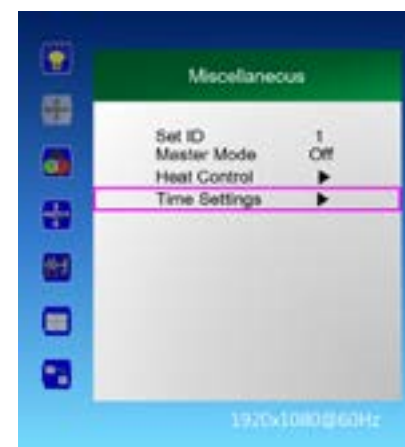 Miscellaneous
Set ID 1
Master Mode Off
Heat Control ▶
Time Settings ▶
1920x1080@60Hz